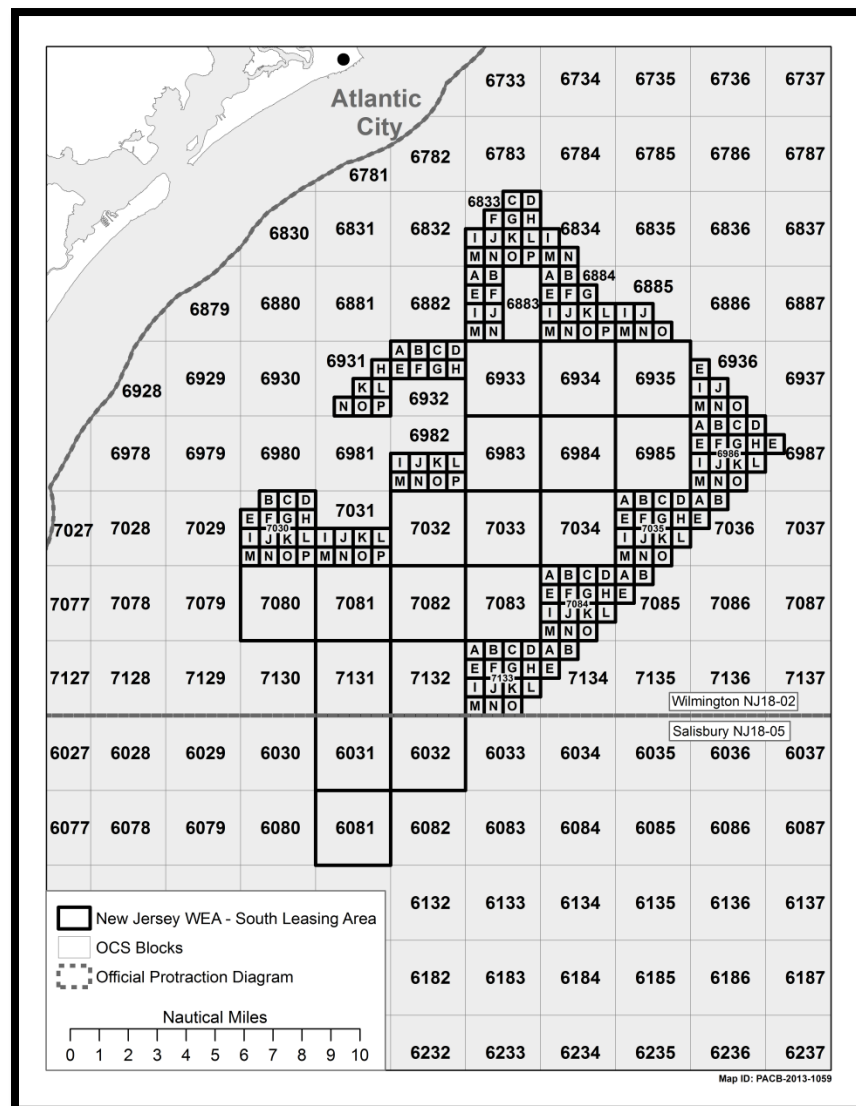 6733 6734 6735 6736 6737
Atlantic
City
6781 6782 6783 6784 6785 6786 6787
6833 C D
F G H
6830 6831 6832 I J K L I 6834 6835 6836 6837
M N O P M N
A B A B 6884
E F E F G 6885
6879 6880 6881 6882 I J 6883 I J K L I J 6886 6887
M N M N O P M N O
A B C D
6931 H E F G H E 6936
6928 6929 6930 K L 6932 6933 6934 6935 I J 6937
N O P M N O
6982 A B C D
E F G H E
6978 6979 6980 6981 I J K L 6983 6984 6985 6986 6987
I J K L
M N O P M N O
B C D 7031 A B C D A B
E F G H E F G H E
7027 7028 7029 7030 7032 7033 7034 7035 7036 7037
I J K L I J K L I J K L
M N O P M N O P M N O
A B C D A B
E F G H E
7077 7078 7079 7080 7081 7082 7083 7084 7085 7086 7087
I J K L
M N O
A B C D A B
E F G H E
7127 7128 7129 7130 7131 7132 7133 7134 7135 7136 7137
I J K L
M N O
Wilmington NJ18-02
Salisbury NJ18-05
6027 6028 6029 6030 6031 6032 6033 6034 6035 6036 6037
6077 6078 6079 6080 6081 6082 6083 6084 6085 6086 6087
6132 6133 6134 6135 6136 6137
6182 6183 6184 6185 6186 6187
6232 6233 6234 6235 6236 6237
New Jersey WEA - South Leasing Area
OCS Blocks
Official Protraction Diagram
Nautical Miles
0 1 2 3 4 5 6 7 8 9 10
Map ID: PACB-2013-1059